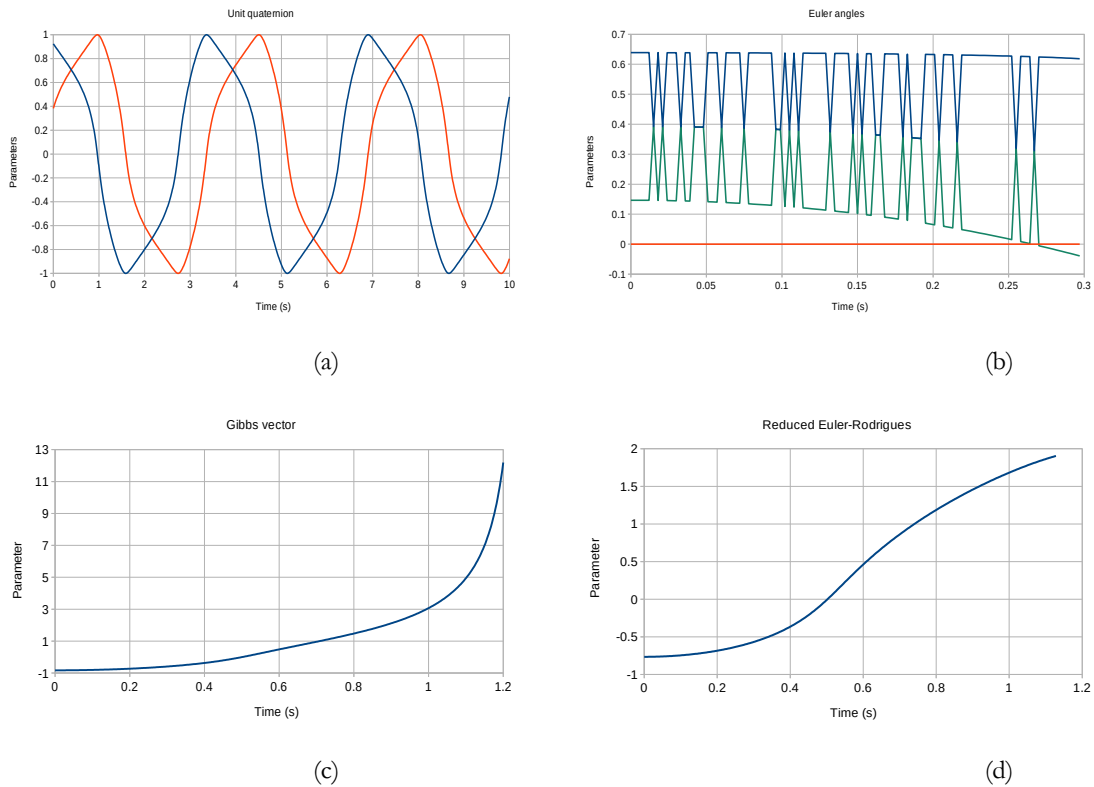 Unit quaternion
1
0.8
0.6
0.4
0.2
0
-0.2
-0.4
-0.6
-0.8
-1
Parameters
0 1 2 3 4 5 6 7 8 9 10
Time (s)
(a)
Euler angles
0.7
0.6
0.5
0.4
0.3
0.2
0.1
0
-0.1
Parameters
0 0.05 0.1 0.15 0.2 0.25 0.3
Time (s)
(b)
Gibbs vector
13
11
9
7
5
3
1
-1
Parameter
0 0.2 0.4 0.6 0.8 1 1.2
Time (s)
(c)
Reduced Euler-Rodrigues
2
1.5
1
0.5
0
-0.5
-1
Parameter
0 0.2 0.4 0.6 0.8 1 1.2
Time (s)
(d)